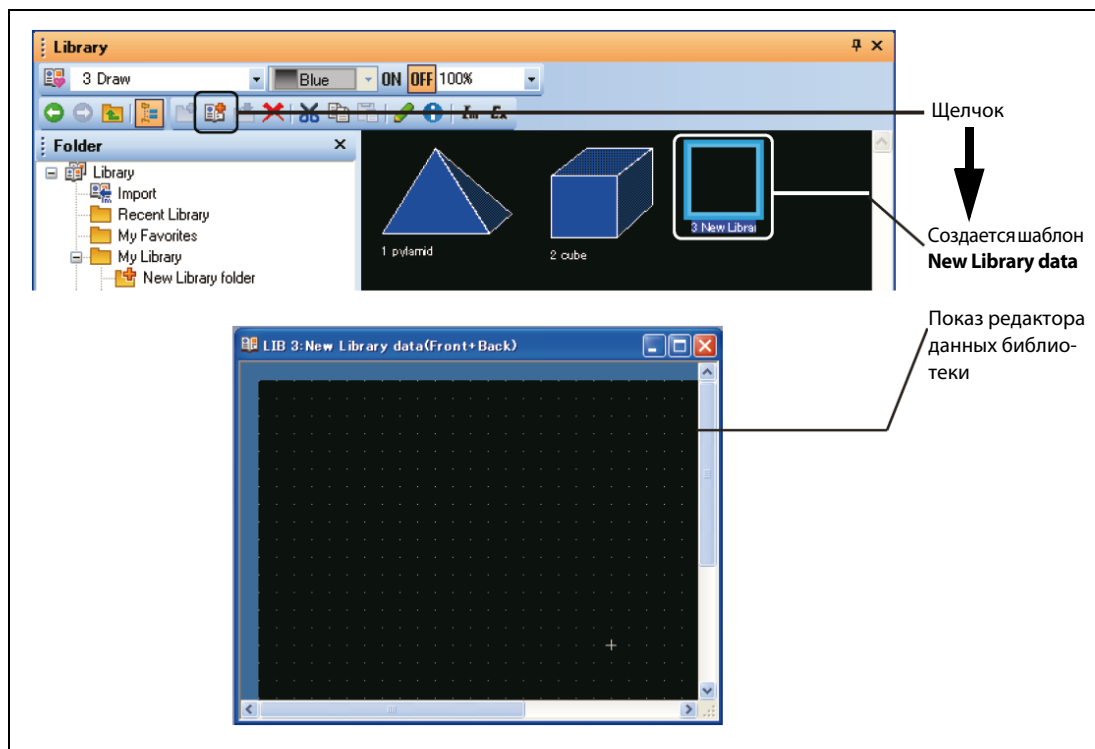 Library
3 Draw
Blue
ON
OFF
100%
Щелчок
Folder
Library
Import
Recent Library
My Favorites
My Library
New Library folder
1 pylamid
2 cube
3 New Librai
Создается шаблон
New Library data
Показ редактора
данных библио-
теки
LIB 3:New Library data(Front+Back)